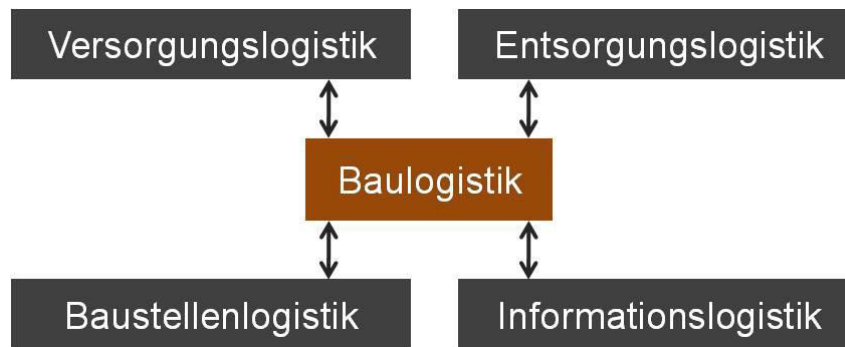 Versorgungslogistik
Entsorgungslogistik
Baulogistik
Baustellenlogistik
Informationslogistik